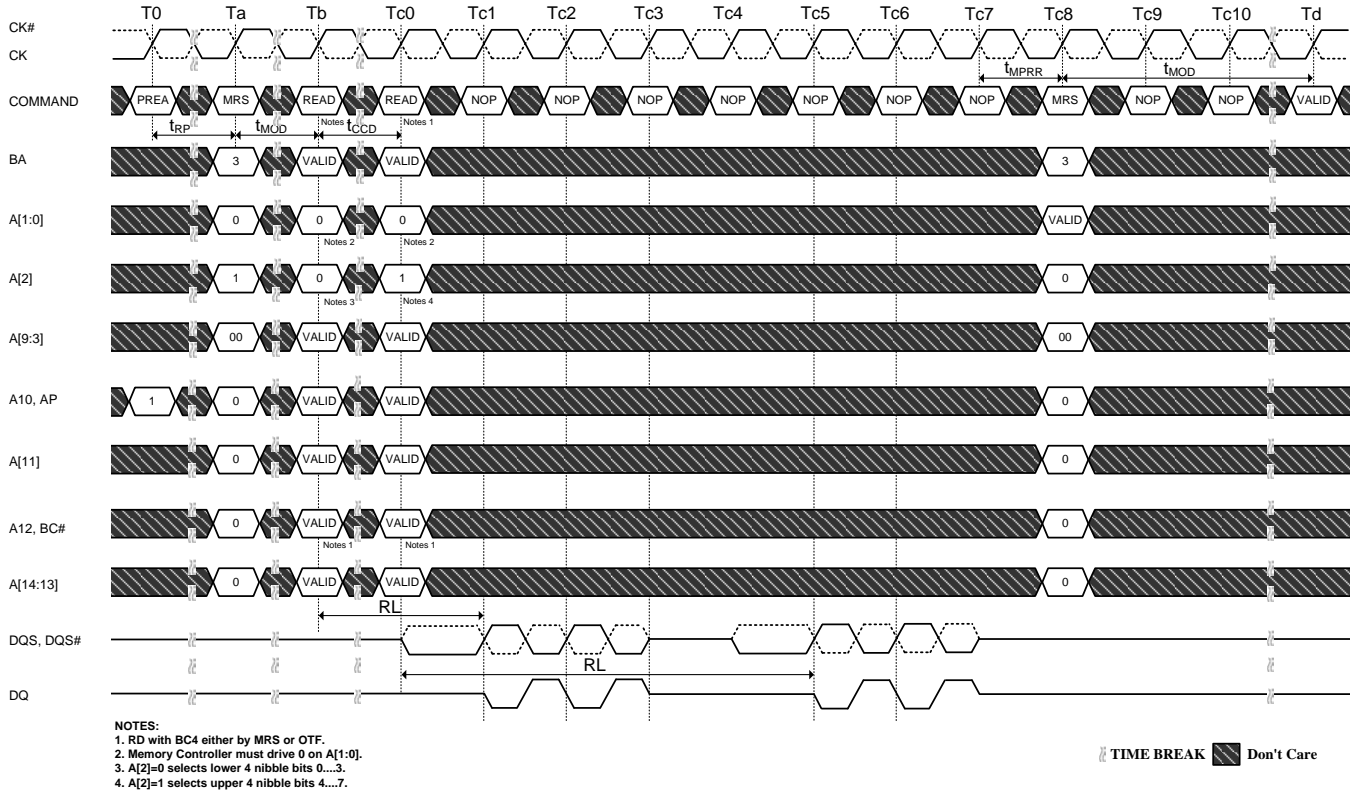 T0 Ta Tb Tc0 Tc1 Tc2 Tc3 Tc4 Tc5 Tc6 Tc7 Tc8 Tc9 Tc10 Td
CK#
CK
tMPRR tMOD
COMMAND PREA MRS READ READ NOP NOP NOP NOP NOP NOP NOP MRS NOP NOP VALID
Notes 1 Notes 1
tRP tMOD tCCD
BA 3 VALID VALID 3
A[1:0] 0 0 0 VALID
Notes 2 Notes 2
A[2] 1 0 1 0
Notes 3 Notes 4
A[9:3] 00 VALID VALID 00
A10, AP 1 0 VALID VALID 0
A[11] 0 VALID VALID 0
A12, BC# 0 VALID VALID 0
Notes 1 Notes 1
A[14:13] 0 VALID VALID 0
RL
DQS, DQS#
RL
DQ
NOTES:
1. RD with BC4 either by MRS or OTF.
2. Memory Controller must drive 0 on A[1:0].
3. A[2]=0 selects lower 4 nibble bits 0....3.
4. A[2]=1 selects upper 4 nibble bits 4....7.
TIME BREAK Don't Care